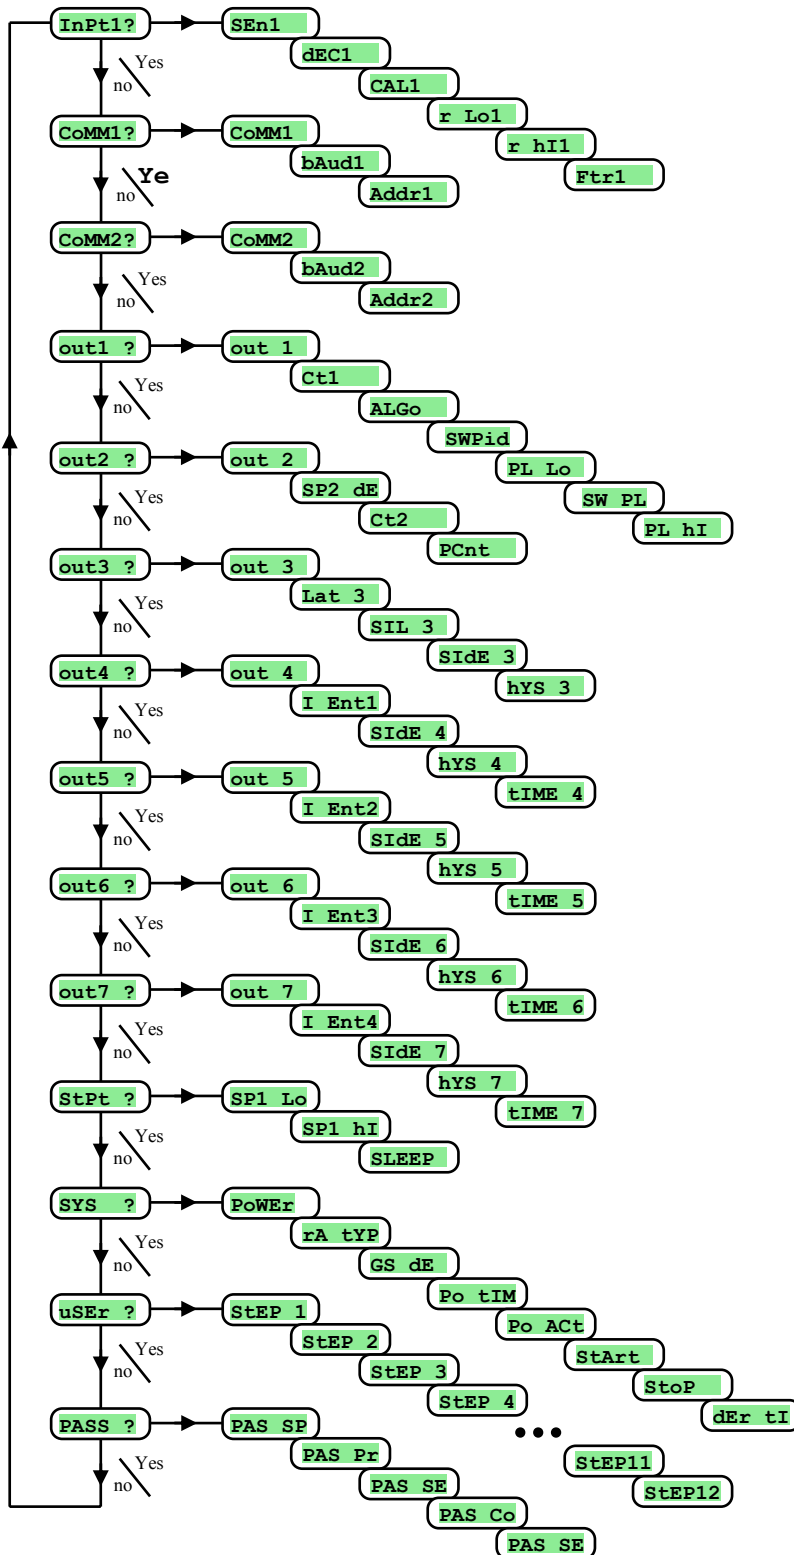 InPt1? SEn1
dEC1
CAL1
r Lo1
r hI1
Ftr1
Yes
no
CoMM1? CoMM1
bAud1
Addr1
Ye
no
CoMM2? CoMM2
bAud2
Addr2
Yes
no
out1 ? out 1
Ct1
ALGo
SWPid
PL Lo
SW PL
PL hI
Yes
no
out2 ? out 2
SP2 dE
Ct2
PCnt
Yes
no
out3 ? out 3
Lat 3
SIL 3
SIdE 3
hYS 3
Yes
no
out4 ? out 4
I Ent1
SIdE 4
hYS 4
tIME 4
Yes
no
out5 ? out 5
I Ent2
SIdE 5
hYS 5
tIME 5
Yes
no
out6 ? out 6
I Ent3
SIdE 6
hYS 6
tIME 6
Yes
no
out7 ? out 7
I Ent4
SIdE 7
hYS 7
tIME 7
Yes
no
StPt ? SP1 Lo
SP1 hI
SLEEP
Yes
no
SYS ? PoWEr
rA tYP
GS dE
Po tIM
Po ACt
StArt
StoP
dEr tI
Yes
no
uSEr ? StEP 1
StEP 2
StEP 3
StEP 4
•••
StEP11
StEP12
Yes
no
PASS ? PAS SP
PAS Pr
PAS SE
PAS Co
PAS SE
Yes
no